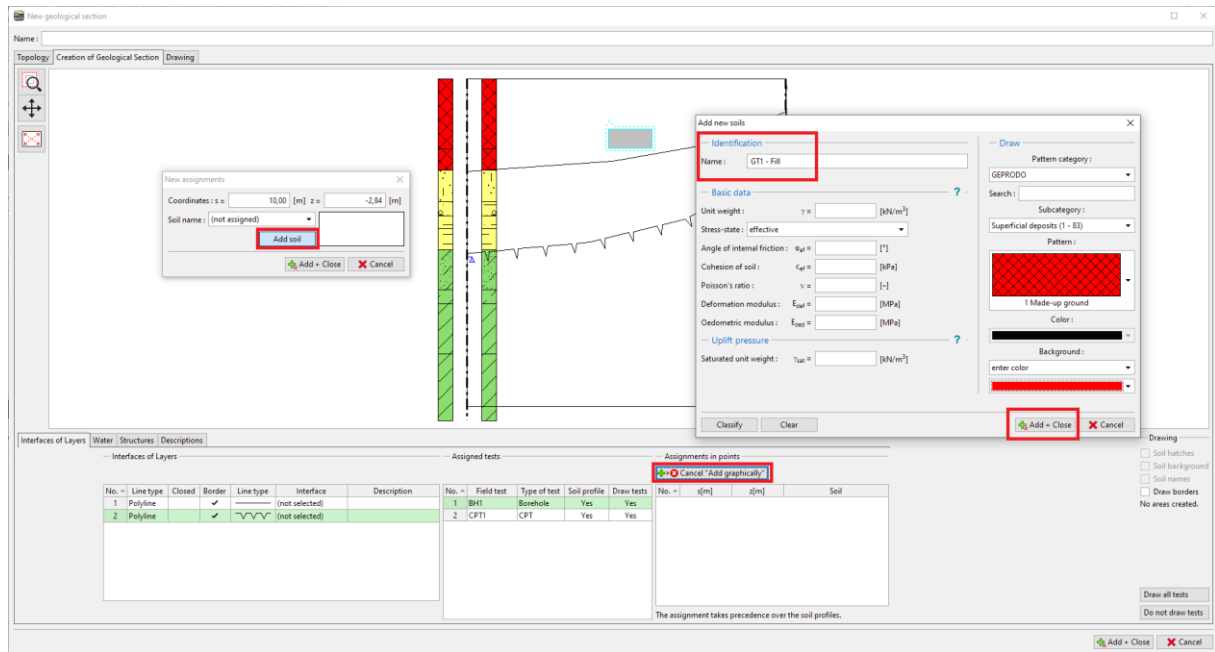 New geological section
Name :
Topology Creation of Geological Section Drawing
New assignments
Coordinates : s = 10,00 [m] z = -2,84 [m]
Soil name : (not assigned)
Add soil
Add + Close Cancel
Add new soils
Identification
Name : GT1 - Fill
Basic data ?
Unit weight : γ = [kN/m³]
Stress-state : effective
Angle of internal friction : φef = [°]
Cohesion of soil : cef = [kPa]
Poisson's ratio : ν = [–]
Deformation modulus : Edef = [MPa]
Oedometric modulus : Eoed = [MPa]
Uplift pressure ?
Saturated unit weight : γsat = [kN/m³]
Draw
Pattern category :
GEPRODO
Search :
Subcategory :
Superficial deposits (1 - 83)
Pattern :
1 Made-up ground
Color :
Background :
enter color
Classify Clear Add + Close Cancel
Interfaces of Layers Water Structures Descriptions
Interfaces of Layers
No. Line type Closed Border Line type Interface Description
1 Polyline (not selected)
2 Polyline (not selected)
Assigned tests
No. Field test Type of test Soil profile Draw tests
1 BH1 Borehole Yes Yes
2 CPT1 CPT Yes Yes
Assignments in points
Cancel "Add graphically"
No. s[m] z[m] Soil
The assignment takes precedence over the soil profiles.
Drawing
Soil hatches
Soil background
Soil names
Draw borders
No areas created.
Draw all tests
Do not draw tests
Add + Close Cancel